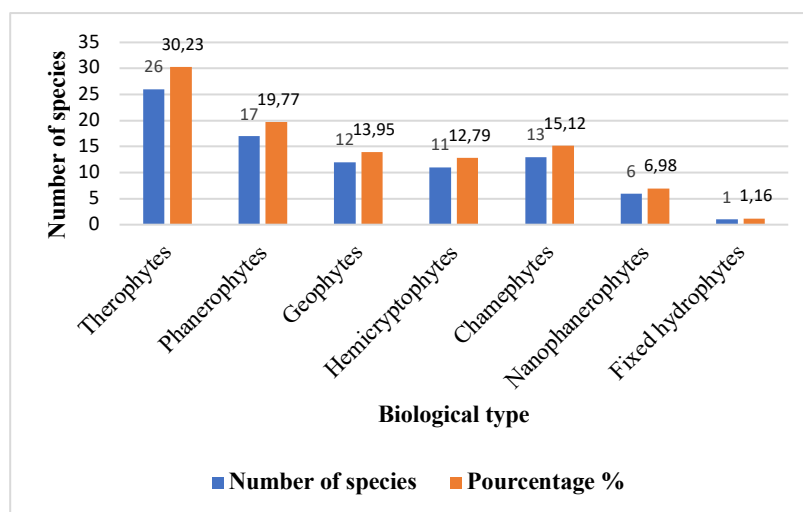 Number of species
35
30
25
20
15
10
5
0
26
30,23
17
19,77
12
13,95
11
12,79
13
15,12
6
6,98
1
1,16
Therophytes
Phanerophytes
Geophytes
Hemicryptophytes
Chamephytes
Nanophanerophytes
Fixed hydrophytes
Biological type
Number of species
Pourcentage %